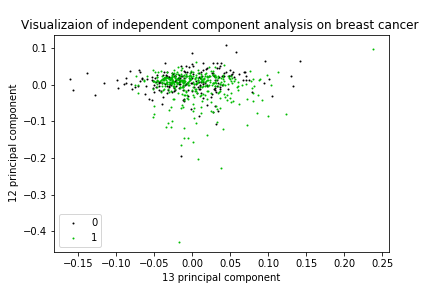 Visualizaion of independent component analysis on breast cancer
0.1
0.0
−0.1
−0.2
−0.3
−0.4
12 principal component
0
1
−0.15 −0.10 −0.05 0.00 0.05 0.10 0.15 0.20 0.25
13 principal component